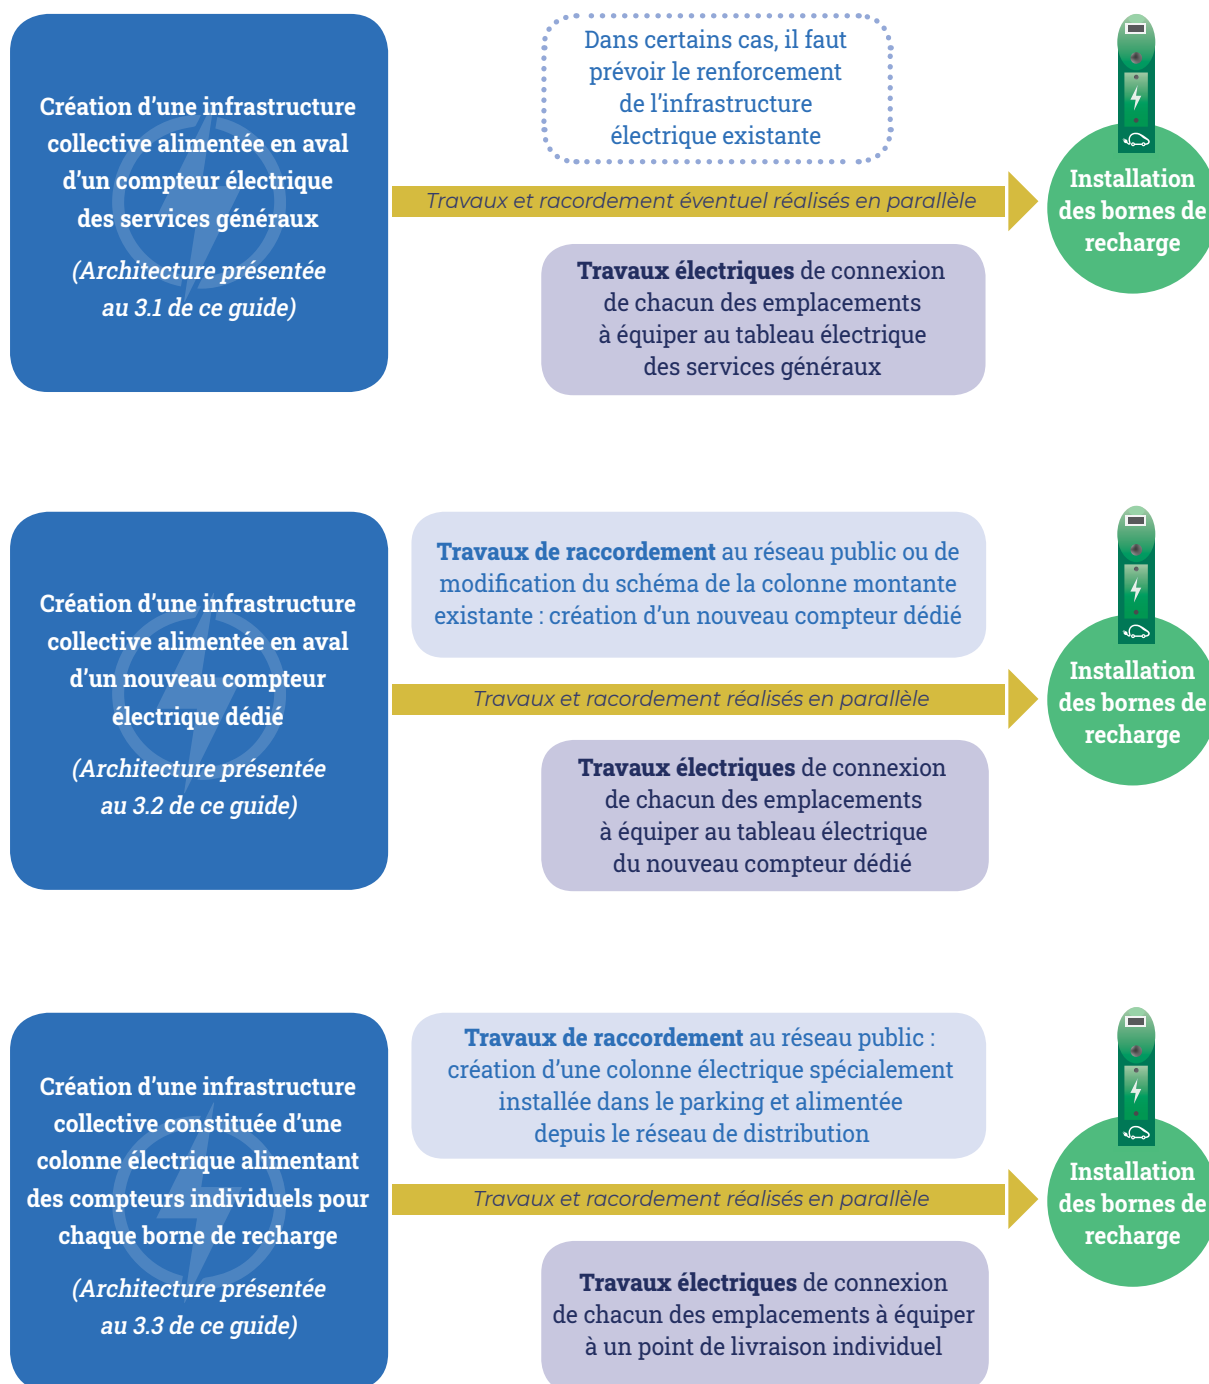 Création d’une infrastructure
collective alimentée en aval
d’un compteur électrique
des services généraux
(Architecture présentée
au 3.1 de ce guide)
Dans certains cas, il faut
prévoir le renforcement
de l’infrastructure
électrique existante
Travaux et racordement éventuel réalisés en parallèle
Travaux électriques de connexion
de chacun des emplacements
à équiper au tableau électrique
des services généraux
Installation
des bornes de
recharge
Création d’une infrastructure
collective alimentée en aval
d’un nouveau compteur
électrique dédié
(Architecture présentée
au 3.2 de ce guide)
Travaux de raccordement au réseau public ou de
modification du schéma de la colonne montante
existante : création d’un nouveau compteur dédié
Travaux et racordement réalisés en parallèle
Travaux électriques de connexion
de chacun des emplacements
à équiper au tableau électrique
du nouveau compteur dédié
Installation
des bornes de
recharge
Création d’une infrastructure
collective constituée d’une
colonne électrique alimentant
des compteurs individuels pour
chaque borne de recharge
(Architecture présentée
au 3.3 de ce guide)
Travaux de raccordement au réseau public :
création d’une colonne électrique spécialement
installée dans le parking et alimentée
depuis le réseau de distribution
Travaux et racordement réalisés en parallèle
Travaux électriques de connexion
de chacun des emplacements à équiper
à un point de livraison individuel
Installation
des bornes de
recharge